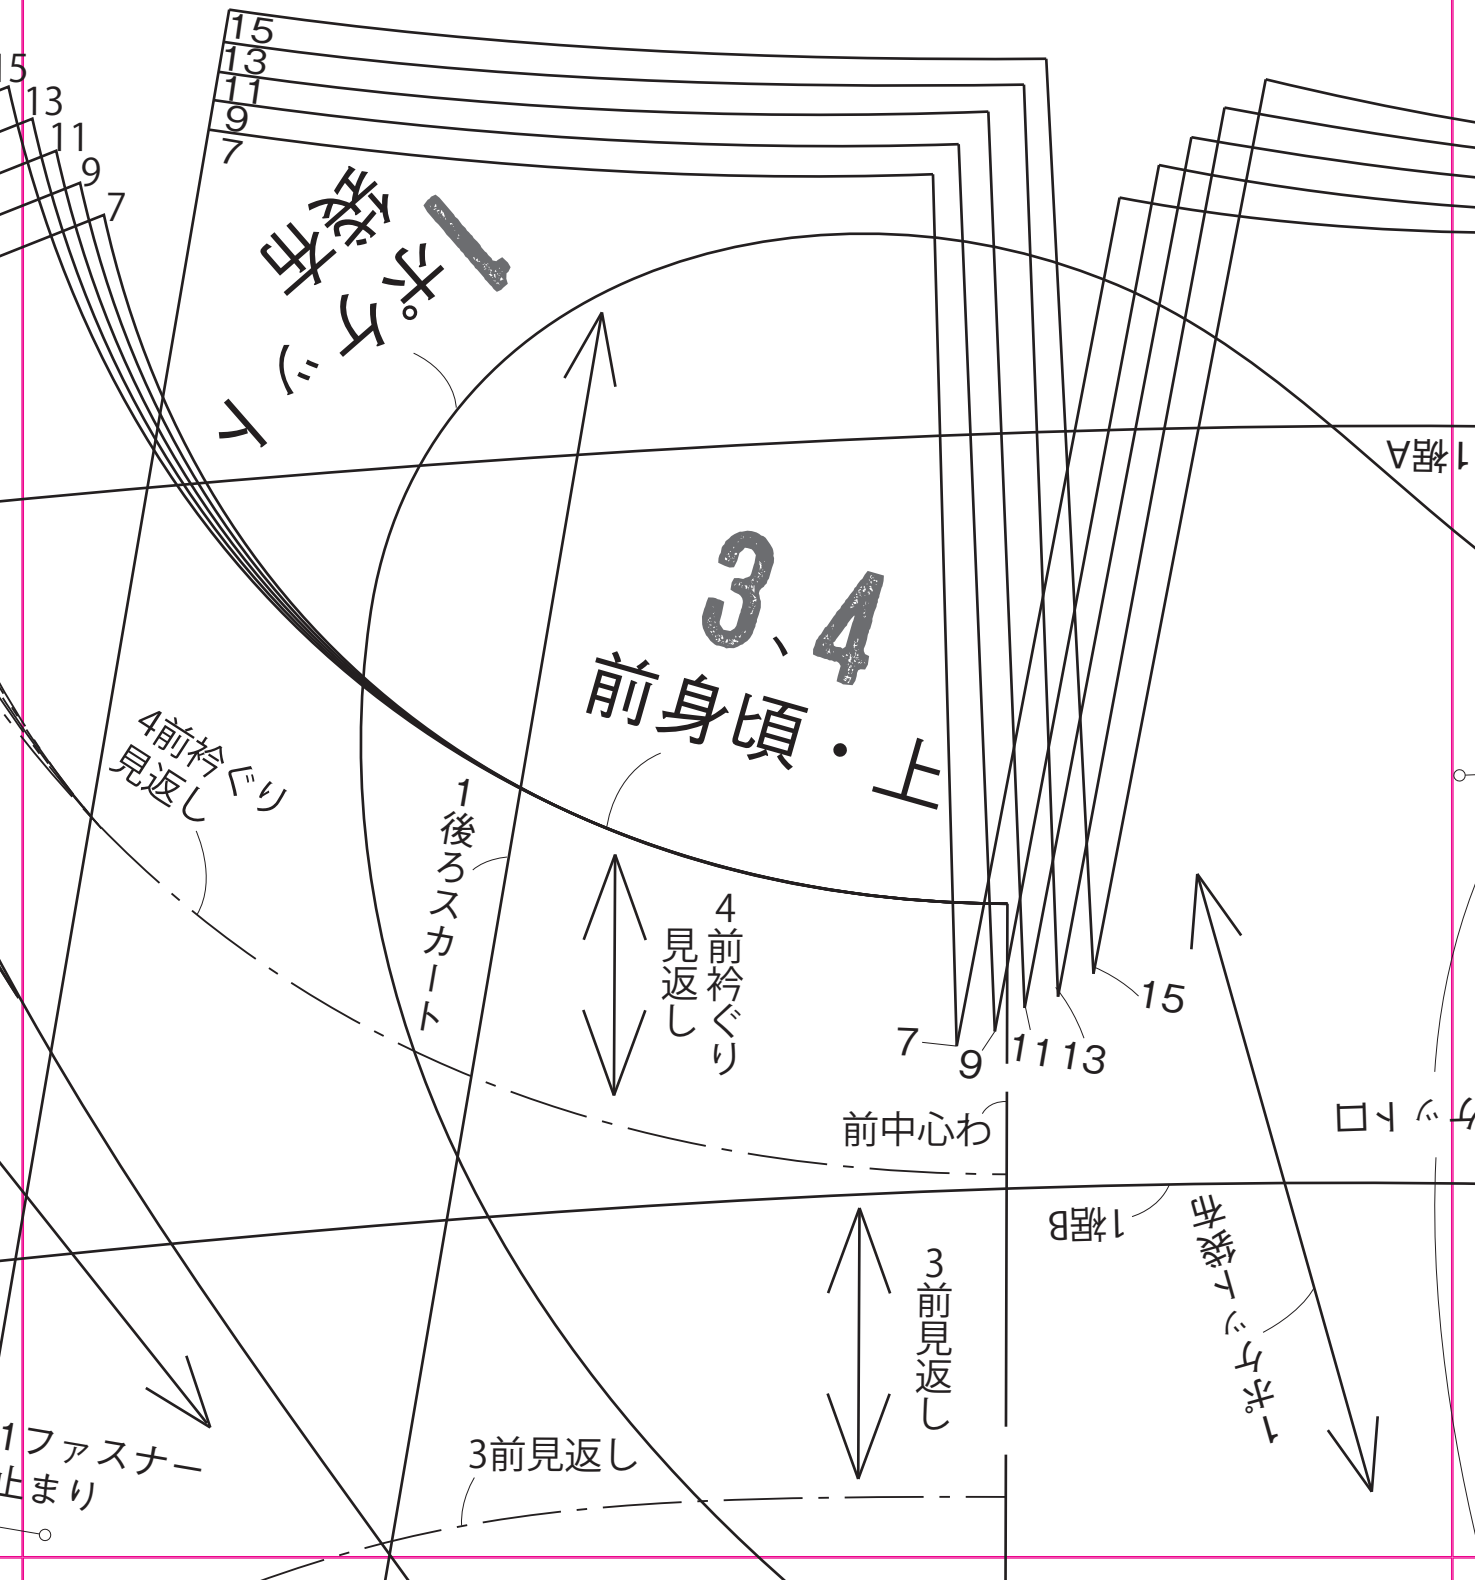 15
13
11
9
7
15
13
11
9
7
1
ポケット
袋布
1裾A
3、4
前身頃・上
4前衿ぐり
見返し
1後ろスカート
4前衿ぐり
見返し
7
9
11
13
15
前中心わ
ケット口
1裾B
1ポケット袋布
3前見返し
3前見返し
1ファスナー
止まり